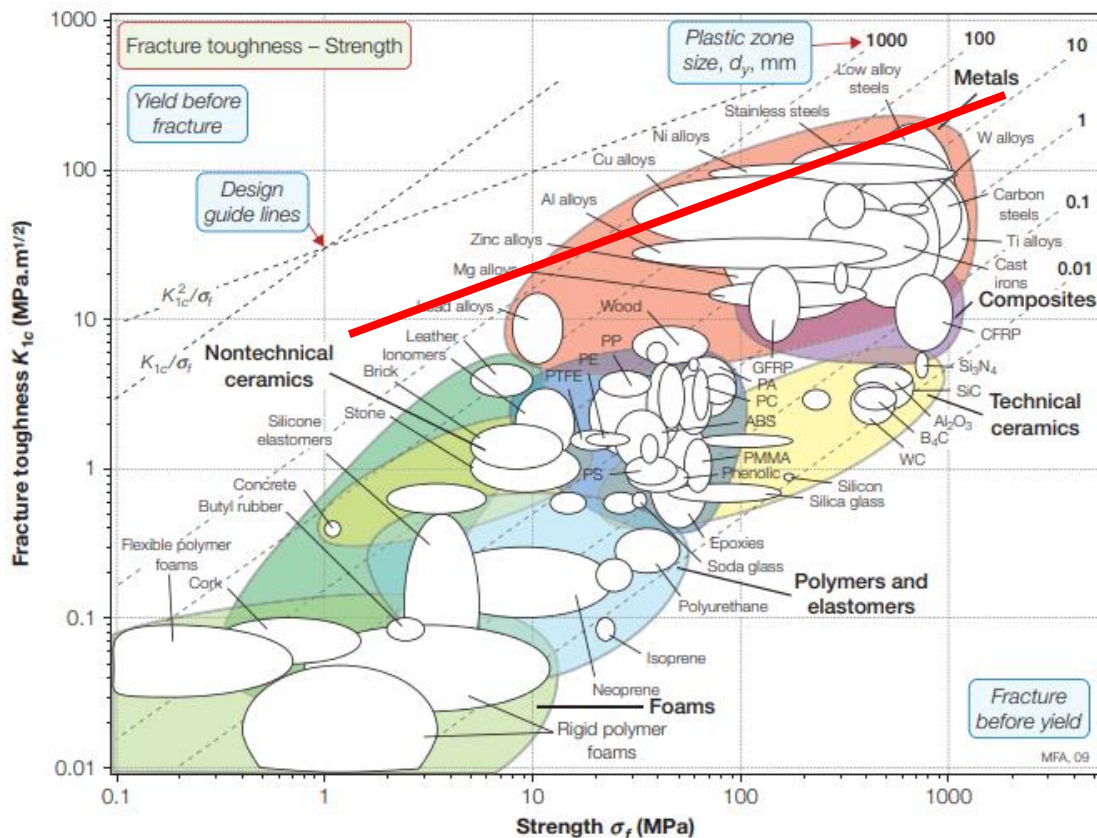 1000
Fracture toughness – Strength
Plastic zone
size, d_y, mm
1000
100
10
Yield before
fracture
Low alloy
steels
Metals
Stainless steels
W alloys
Ni alloys
1
100
Cu alloys
Design
guide lines
Al alloys
Carbon
steels
0.1
Zinc alloys
Ti alloys
Mg alloys
Cast
irons
0.01
K²₁c/σf
Composites
10
Lead alloys
Wood
CFRP
Leather
Ionomers
PP
PE
K₁c/σf
Nontechnical
ceramics
Brick
PTFE
GFRP
PA
PC
Si₃N₄
SiC
Stone
ABS
Al₂O₃
B₄C
WC
Technical
ceramics
Silicone
elastomers
1
PS
PMMA
Phenolic
Concrete
Silicon
Silica glass
Butyl rubber
Flexible polymer
foams
Epoxies
Soda glass
Cork
Polymers and
elastomers
Polyurethane
0.1
Isoprene
Neoprene
Foams
Rigid polymer
foams
Fracture
before yield
MFA, 09
0.01
0.1
1
10
100
1000
Strength σf (MPa)
Fracture toughness K₁c (MPa.m^1/2)